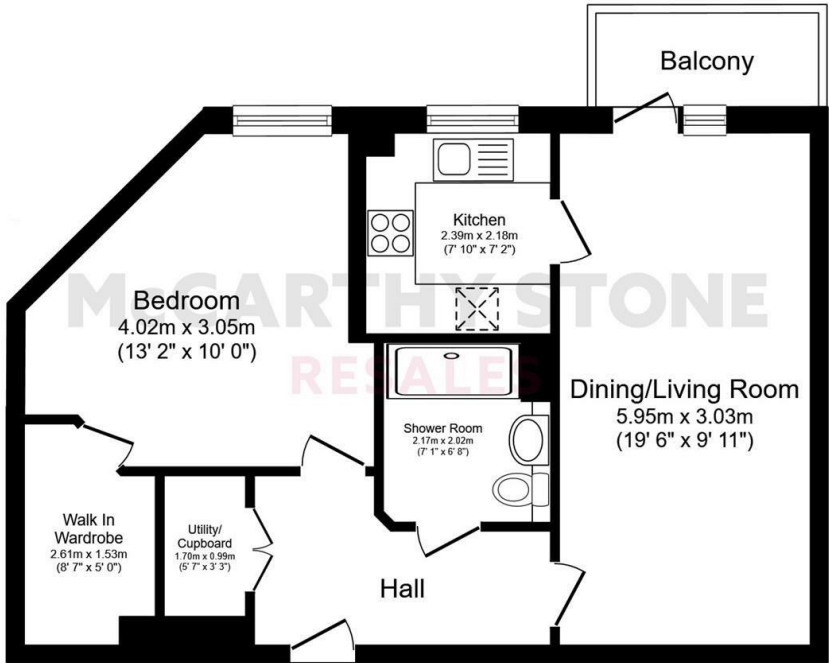 Balcony
Kitchen
2.39m x 2.18m
(7' 10" x 7' 2")
Bedroom
4.02m x 3.05m
(13' 2" x 10' 0")
McCARTHY STONE
RESALES
Dining/Living Room
5.95m x 3.03m
(19' 6" x 9' 11")
Shower Room
2.17m x 2.02m
(7' 1" x 6' 8")
Walk In
Wardrobe
2.61m x 1.53m
(8' 7" x 5' 0")
Utility/
Cupboard
1.70m x 0.99m
(5' 7" x 3' 3")
Hall